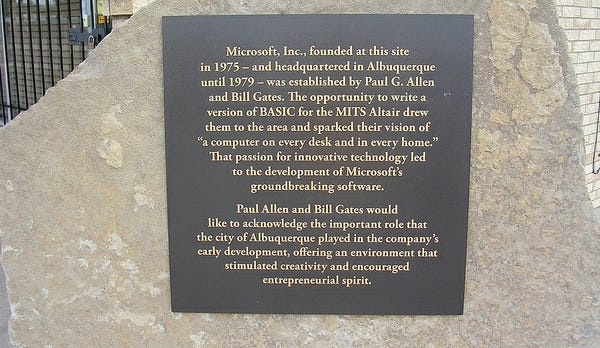 Microsoft, Inc., founded at this site
in 1975 – and headquartered in Albuquerque
until 1979 – was established by Paul G. Allen
and Bill Gates. The opportunity to write a
version of BASIC for the MITS Altair drew
them to the area and sparked their vision of
“a computer on every desk and in every home.”
That passion for innovative technology led
to the development of Microsoft’s
groundbreaking software.
Paul Allen and Bill Gates would
like to acknowledge the important role that
the city of Albuquerque played in the company’s
early development, offering an environment that
stimulated creativity and encouraged
entrepreneurial spirit.